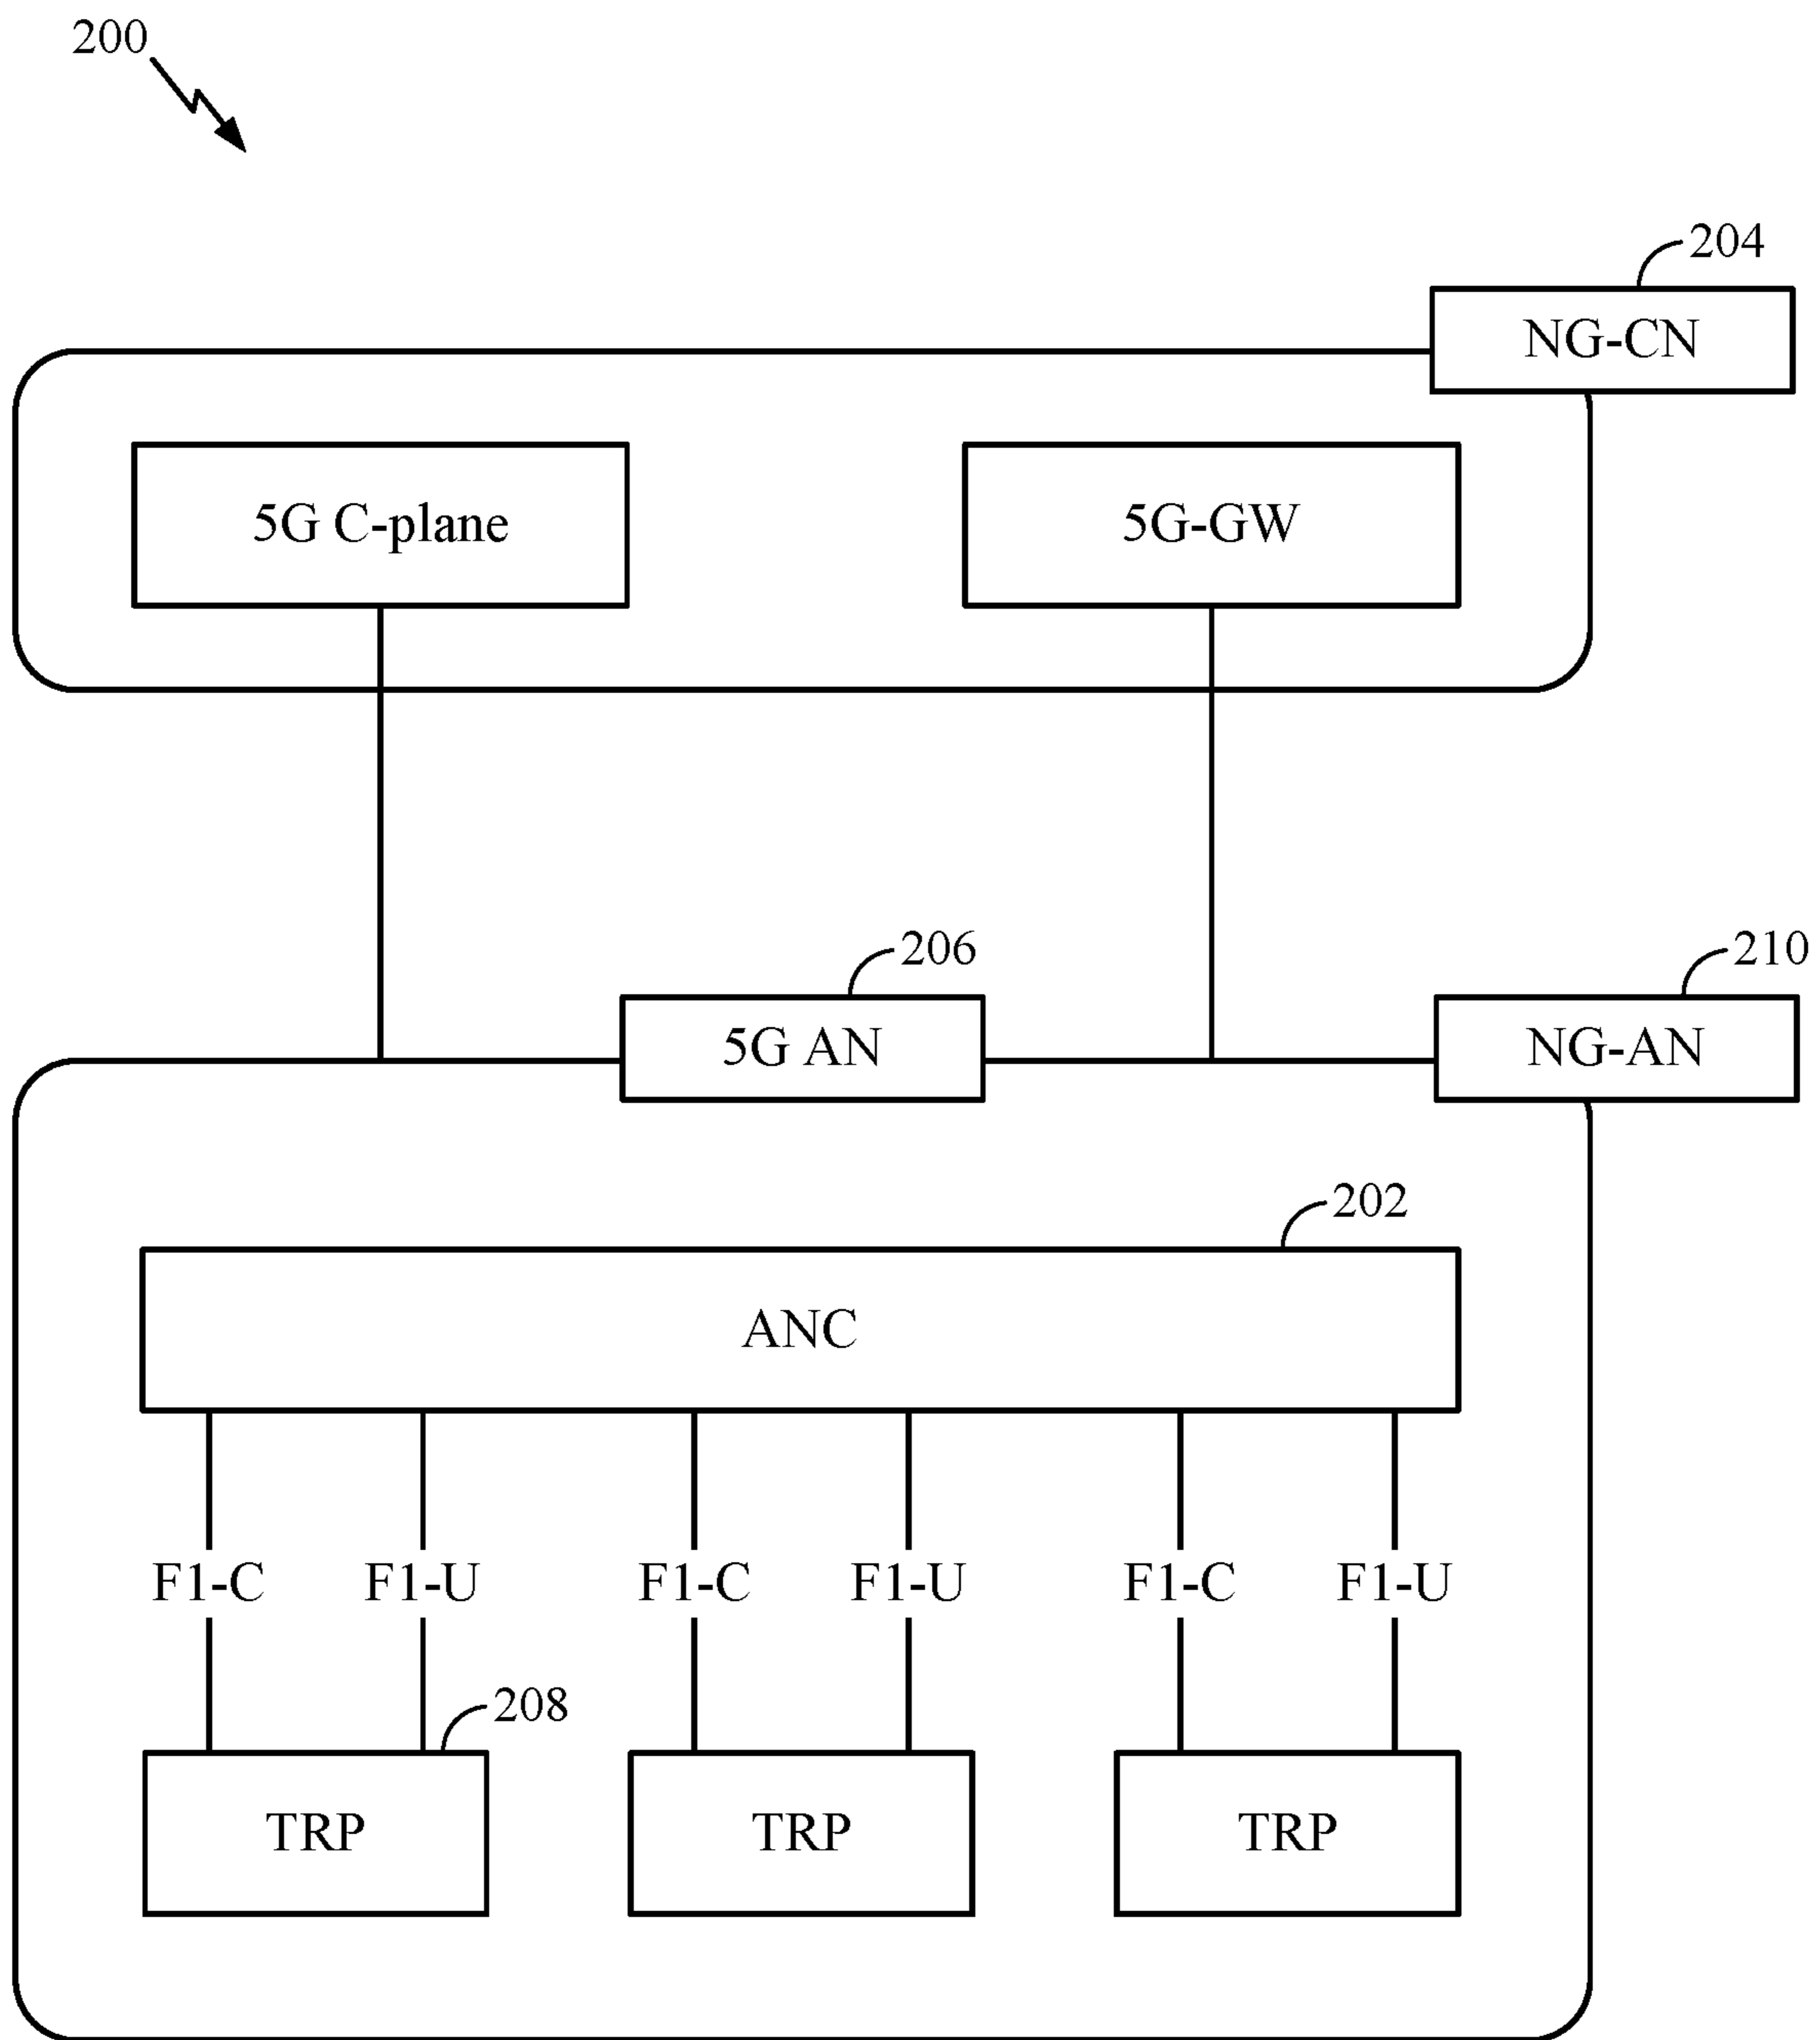 200
204
NG-CN
5G C-plane
5G-GW
206
210
5G AN
NG-AN
202
ANC
F1-C F1-U F1-C F1-U F1-C F1-U
208
TRP TRP TRP